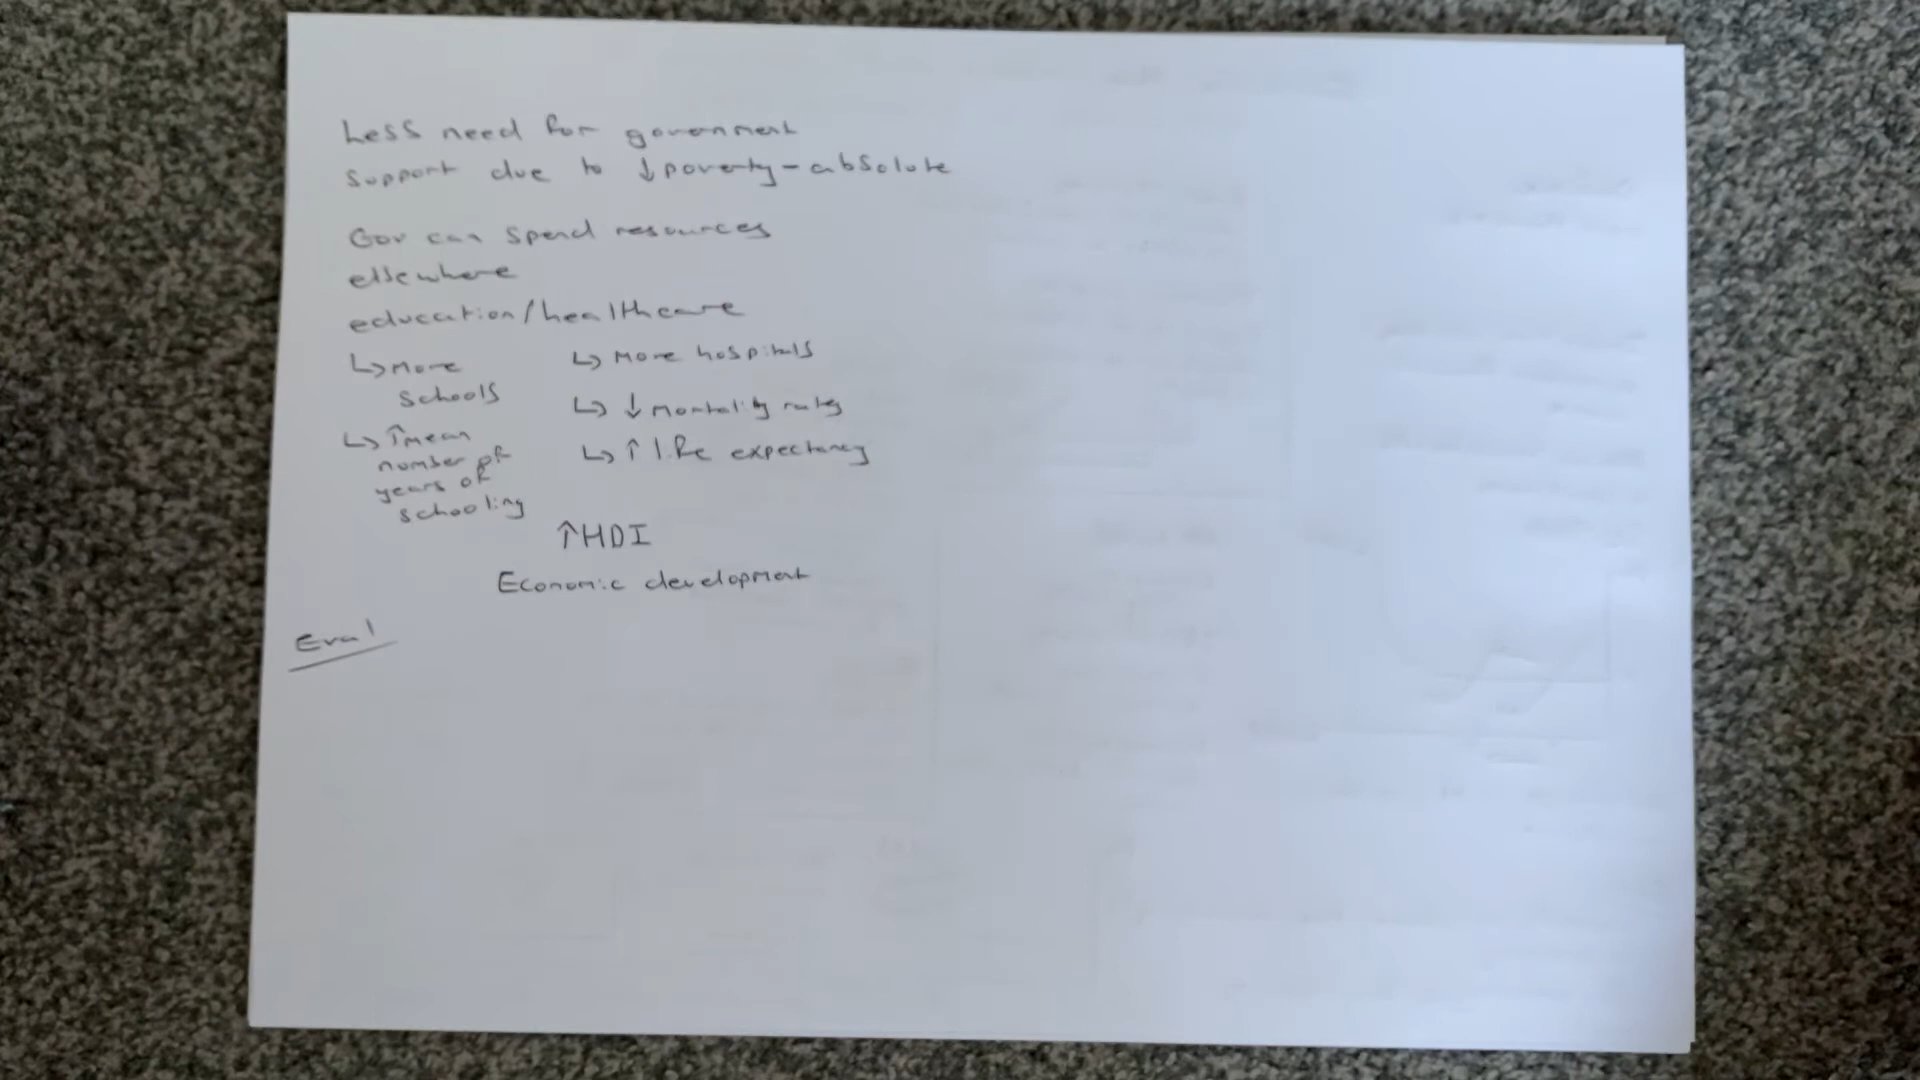 Less need for government
support due to ↓poverty-absolute
Gov can spend resources
elsewhere
education/healthcare
↳ More
schools
↳ ↑mean
number of
years of
schooling
↳ More hospitals
↳ ↓ mortality rates
↳ ↑ life expectancy
↑HDI
Economic development
Eval